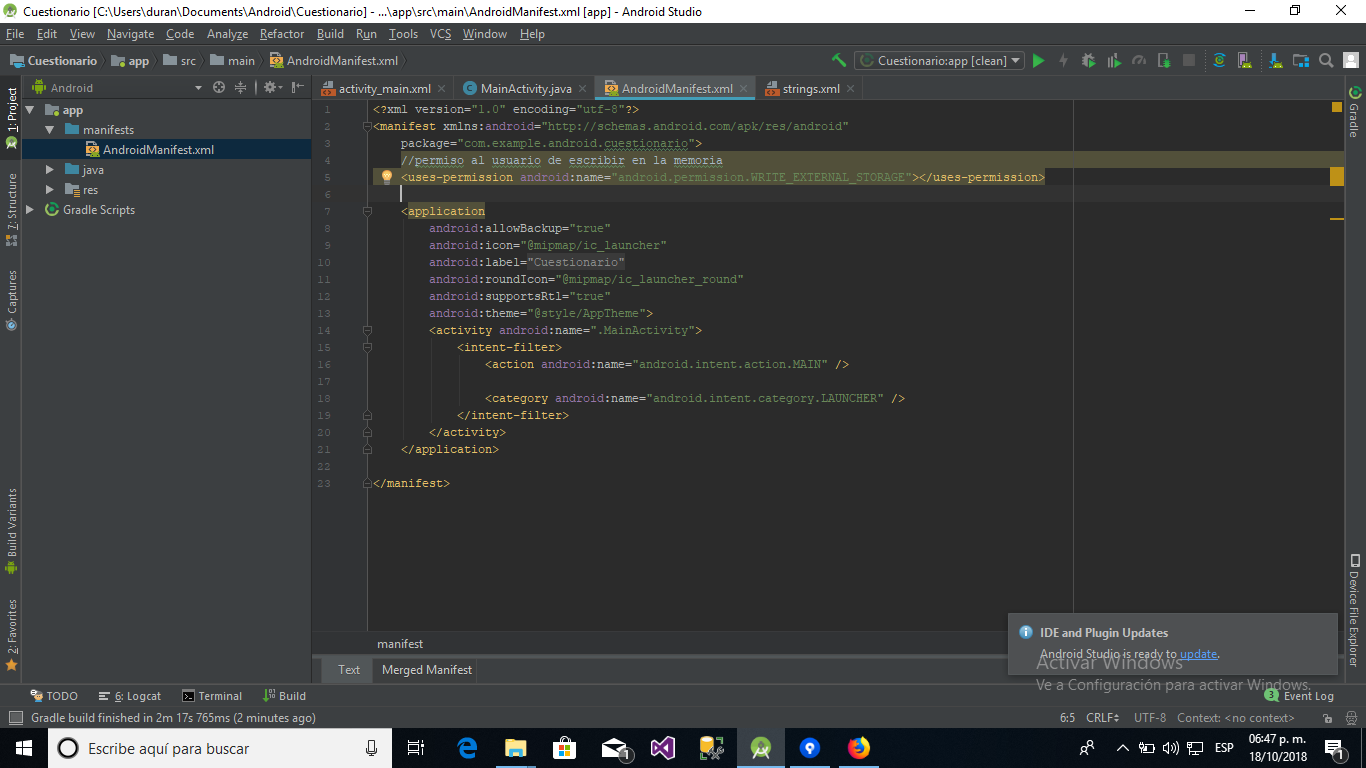 Cuestionario [C:\Users\duran\Documents\Android\Cuestionario] - ...\app\src\main\AndroidManifest.xml [app] - Android Studio
File Edit View Navigate Code Analyze Refactor Build Run Tools VCS Window Help
Cuestionario app src main AndroidManifest.xml
Cuestionario:app [clean]
Android
activity_main.xml MainActivity.java AndroidManifest.xml strings.xml
1: Project
7: Structure
Captures
Build Variants
2: Favorites
app
manifests
AndroidManifest.xml
java
res
Gradle Scripts
1 <?xml version="1.0" encoding="utf-8"?>
2 <manifest xmlns:android="http://schemas.android.com/apk/res/android"
3 package="com.example.android.cuestionario">
4 //permiso al usuario de escribir en la memoria
5 <uses-permission android:name="android.permission.WRITE_EXTERNAL_STORAGE"></uses-permission>
6
7 <application
8 android:allowBackup="true"
9 android:icon="@mipmap/ic_launcher"
10 android:label="Cuestionario"
11 android:roundIcon="@mipmap/ic_launcher_round"
12 android:supportsRtl="true"
13 android:theme="@style/AppTheme">
14 <activity android:name=".MainActivity">
15 <intent-filter>
16 <action android:name="android.intent.action.MAIN" />
17
18 <category android:name="android.intent.category.LAUNCHER" />
19 </intent-filter>
20 </activity>
21 </application>
22
23 </manifest>
Gradle
Device File Explorer
manifest
Text Merged Manifest
IDE and Plugin Updates
Android Studio is ready to update.
Activar Windows
Ve a Configuración para activar Windows.
TODO 6: Logcat Terminal Build
3 Event Log
Gradle build finished in 2m 17s 765ms (2 minutes ago)
6:5 CRLF UTF-8 Context: <no context>
Escribe aquí para buscar
1
ESP
06:47 p. m.
18/10/2018
1